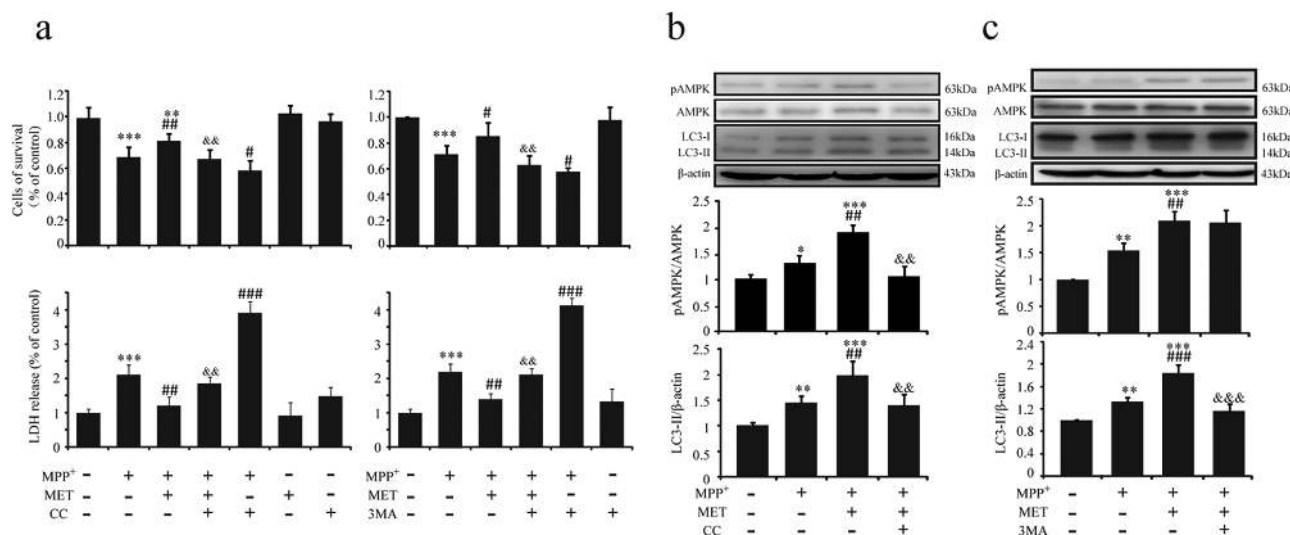 a
b
c
Cells of survival
(% of control)
1.2
1.0
0.8
0.6
0.4
0.2
0
***
**
##
&&
#
1.2
1.0
0.8
0.6
0.4
0.2
0
***
#
&&
#
LDH release (% of control)
4
3
2
1
0
***
##
&&
###
4
3
2
1
0
***
##
&&
###
MPP+ - + + + + - -
MET - - + + - + -
CC - - - + + - +
MPP+ - + + + + -
MET - - + + - -
3MA - - - + + +
pAMPK 63kDa
AMPK 63kDa
LC3-I 16kDa
LC3-II 14kDa
β-actin 43kDa
pAMPK/AMPK
2.5
2
1.5
1
0
*
***
##
&&
LC3-II/β-actin
2.5
2
1.5
1
0
**
***
##
&&
MPP+ - + + +
MET - - + +
CC - - - +
pAMPK 63kDa
AMPK 63kDa
LC3-I 16kDa
LC3-II 14kDa
β-actin 43kDa
pAMPK/AMPK
2.5
2
1.5
1
0
**
***
##
LC3-II/β-actin
2.4
2
1.6
1.2
0.8
0
**
***
###
&&&
MPP+ - + + +
MET - - + +
3MA - - - +